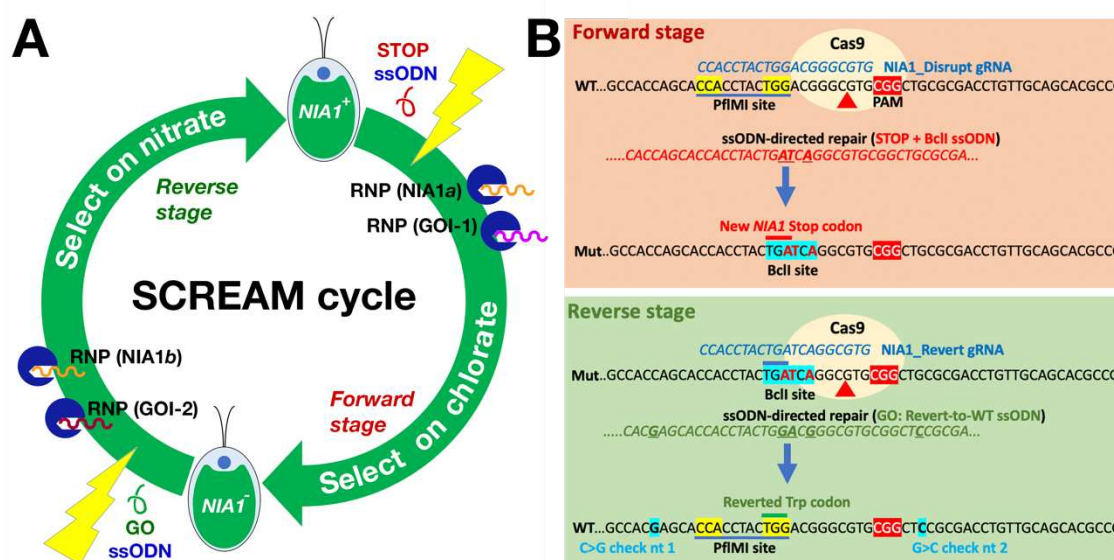 A
STOP
ssODN
NIA1+
Select on nitrate
Reverse
stage
RNP (NIA1a)
RNP (GOI-1)
SCREAM cycle
RNP (NIA1b)
RNP (GOI-2)
Forward
stage
Select on chlorate
NIA1-
GO
ssODN
B
Forward stage
Cas9
CCACCTACTGGACGGGCGTG NIA1_Disrupt gRNA
WT...GCCACCAGCACCACCTACTGGACGGGCGTGCGGCTGCGCGACCTGTTGCAGCACGCC
PflMI site
PAM
ssODN-directed repair (STOP + BclI ssODN)
.....CACCAGCACCACCTACTGATCAGGCGTGCGGCTGCGCGA...
New NIA1 Stop codon
Mut..GCCACCAGCACCACCTACTGATCAGGCGTGCGGCTGCGCGACCTGTTGCAGCACGCC
BclI site
Reverse stage
Cas9
CCACCTACTGATCAGGCGTG NIA1_Revert gRNA
Mut...GCCACCAGCACCACCTACTGATCAGGCGTGCGGCTGCGCGACCTGTTGCAGCACGCC
BclI site
ssODN-directed repair (GO: Revert-to-WT ssODN)
.....CACGAGCACCACCTACTGGACGGGCGTGCGGCTCCGCGA...
Reverted Trp codon
WT...GCCACGAGCACCACCTACTGGACGGGCGTGCGGCTCCGCGACCTGTTGCAGCACGCC
C>G check nt 1
PflMI site
G>C check nt 2